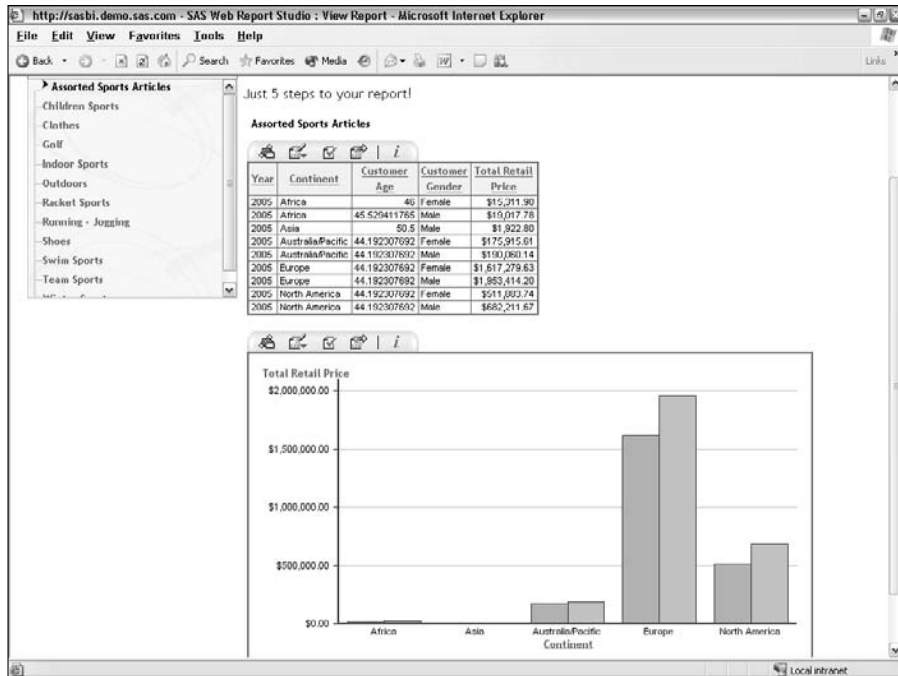 http://sasbi.demo.sas.com - SAS Web Report Studio : View Report - Microsoft Internet Explorer
File Edit View Favorites Tools Help
Back Search Favorites Media Links
Assorted Sports Articles
Children Sports
Clothes
Golf
Indoor Sports
Outdoors
Racket Sports
Running - Jogging
Shoes
Swim Sports
Team Sports
Just 5 steps to your report!
Assorted Sports Articles
Year Continent Customer Age Customer Gender Total Retail Price
2005 Africa 46 Female $15,311.90
2005 Africa 45.529411765 Male $19,017.78
2005 Asia 50.5 Male $1,922.80
2005 Australia/Pacific 44.192307692 Female $175,915.61
2005 Australia/Pacific 44.192307692 Male $190,060.14
2005 Europe 44.192307692 Female $1,617,279.63
2005 Europe 44.192307692 Male $1,953,414.20
2005 North America 44.192307692 Female
2005 North America 44.192307692 Male $682,211.67
Total Retail Price
$2,000,000.00
$1,500,000.00
$1,000,000.00
$500,000.00
$0.00
Africa Asia Australia/Pacific Europe North America
Continent
Local intranet